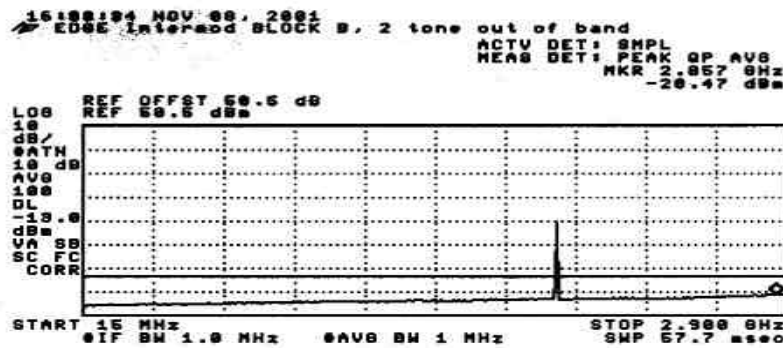 15:08:04 NOV 08, 2001
EDGE Intermod BLOCK B, 2 tone out of band
ACTV DET: SMPL
MEAS DET: PEAK QP AVG
MKR 2.857 GHz
-20.47 dBm
REF OFFSET 50.5 dB
LOG REF 50.5 dBm
10
dB/
@ATN
10 dB
AVG
100
DL
-13.0
dBm
VA SB
SC FC
CORR
START 15 MHz STOP 2.900 GHz
@IF BW 1.0 MHz @AVG BW 1 MHz SWP 57.7 msec